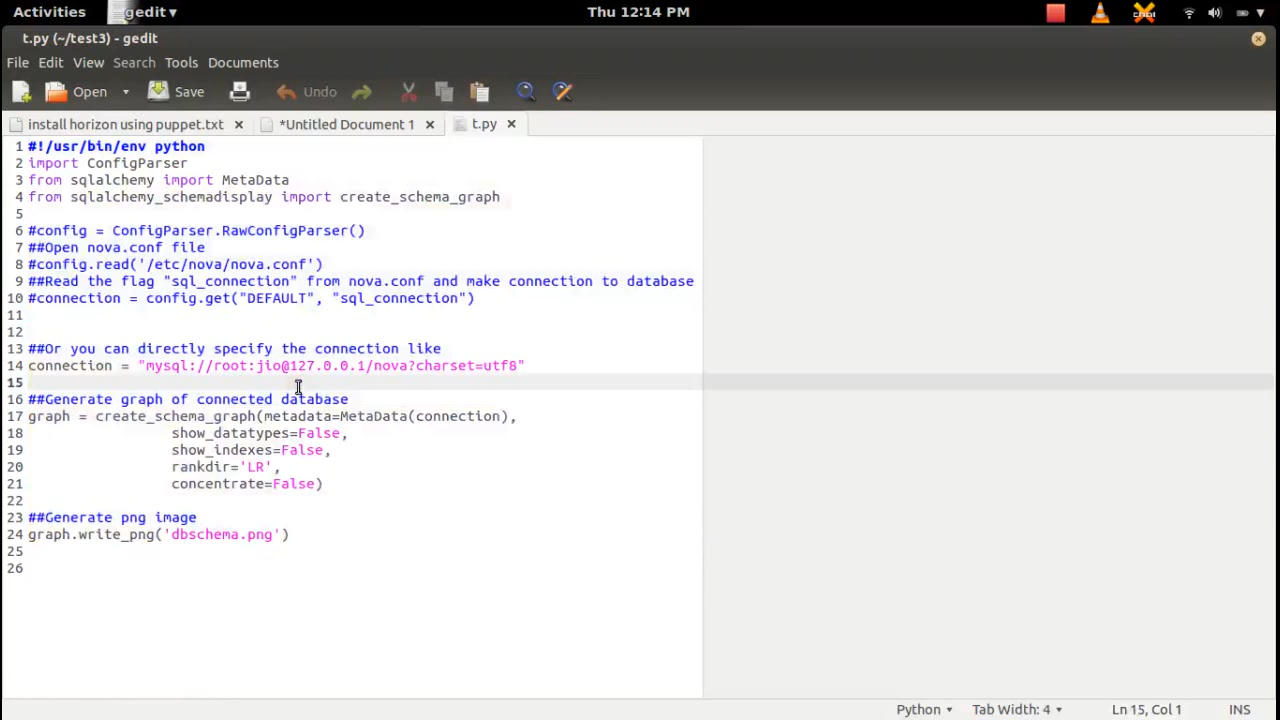 Activities gedit ▾ Thu 12:14 PM
t.py (~/test3) - gedit
File Edit View Search Tools Documents
Open Save Undo
install horizon using puppet.txt *Untitled Document 1 t.py
1 #!/usr/bin/env python
2 import ConfigParser
3 from sqlalchemy import MetaData
4 from sqlalchemy_schemadisplay import create_schema_graph
5
6 #config = ConfigParser.RawConfigParser()
7 ##Open nova.conf file
8 #config.read('/etc/nova/nova.conf')
9 ##Read the flag "sql_connection" from nova.conf and make connection to database
10 #connection = config.get("DEFAULT", "sql_connection")
11
12
13 ##Or you can directly specify the connection like
14 connection = "mysql://root:jio@127.0.0.1/nova?charset=utf8"
15
16 ##Generate graph of connected database
17 graph = create_schema_graph(metadata=MetaData(connection),
18 show_datatypes=False,
19 show_indexes=False,
20 rankdir='LR',
21 concentrate=False)
22
23 ##Generate png image
24 graph.write_png('dbschema.png')
25
26
Python ▾ Tab Width: 4 ▾ Ln 15, Col 1 INS